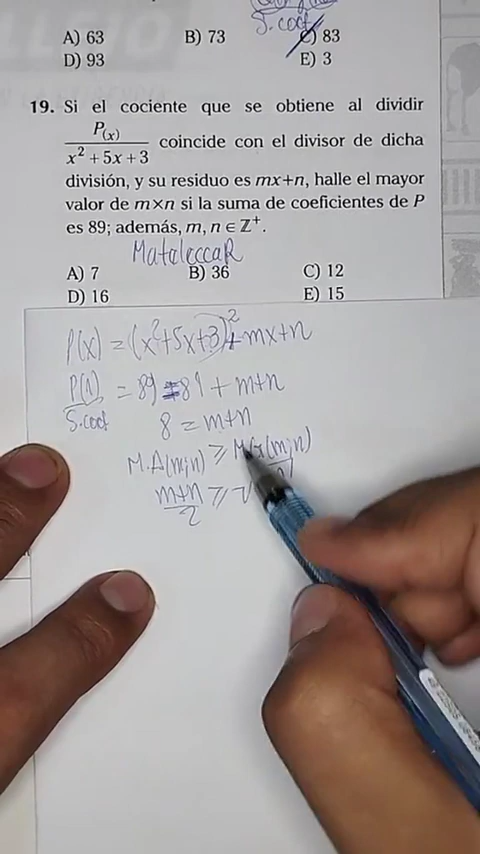 S. coef
A) 63 B) 73 C) 83
D) 93 E) 3
19. Si el cociente que se obtiene al dividir
P(x)
x² + 5x + 3 coincide con el divisor de dicha
división, y su residuo es mx+n, halle el mayor
valor de m×n si la suma de coeficientes de P
es 89; además, m, n ∈ Z⁺.
MateleccaR
A) 7 B) 36 C) 12
D) 16 E) 15
P(x) = (x²+5x+3)²+mx+n
P(1) = 89 = 81 + m+n
S.coef 8 = m+n
M.A(m;n) ≥ M.G(m;n)
m+n
2 ≥ √